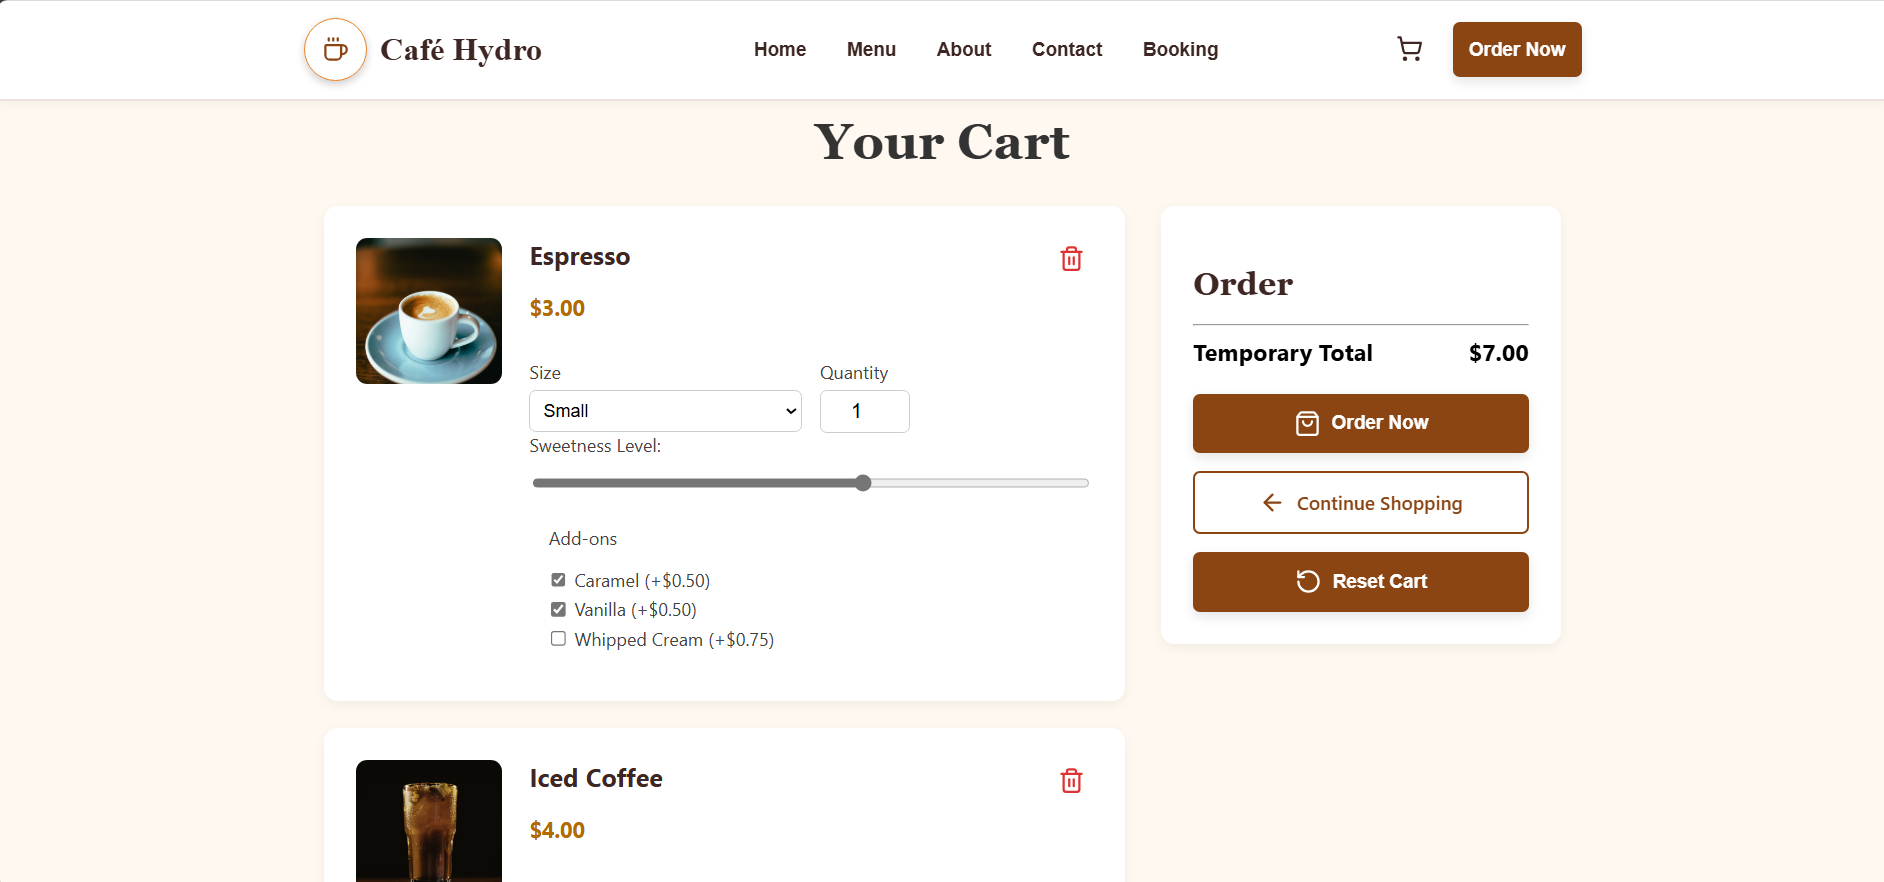 Café Hydro
Home Menu About Contact Booking
Order Now
Your Cart
Espresso
$3.00
Size
Quantity
Small
1
Sweetness Level:
Add-ons
Caramel (+$0.50)
Vanilla (+$0.50)
Whipped Cream (+$0.75)
Iced Coffee
$4.00
Order
Temporary Total $7.00
Order Now
Continue Shopping
Reset Cart